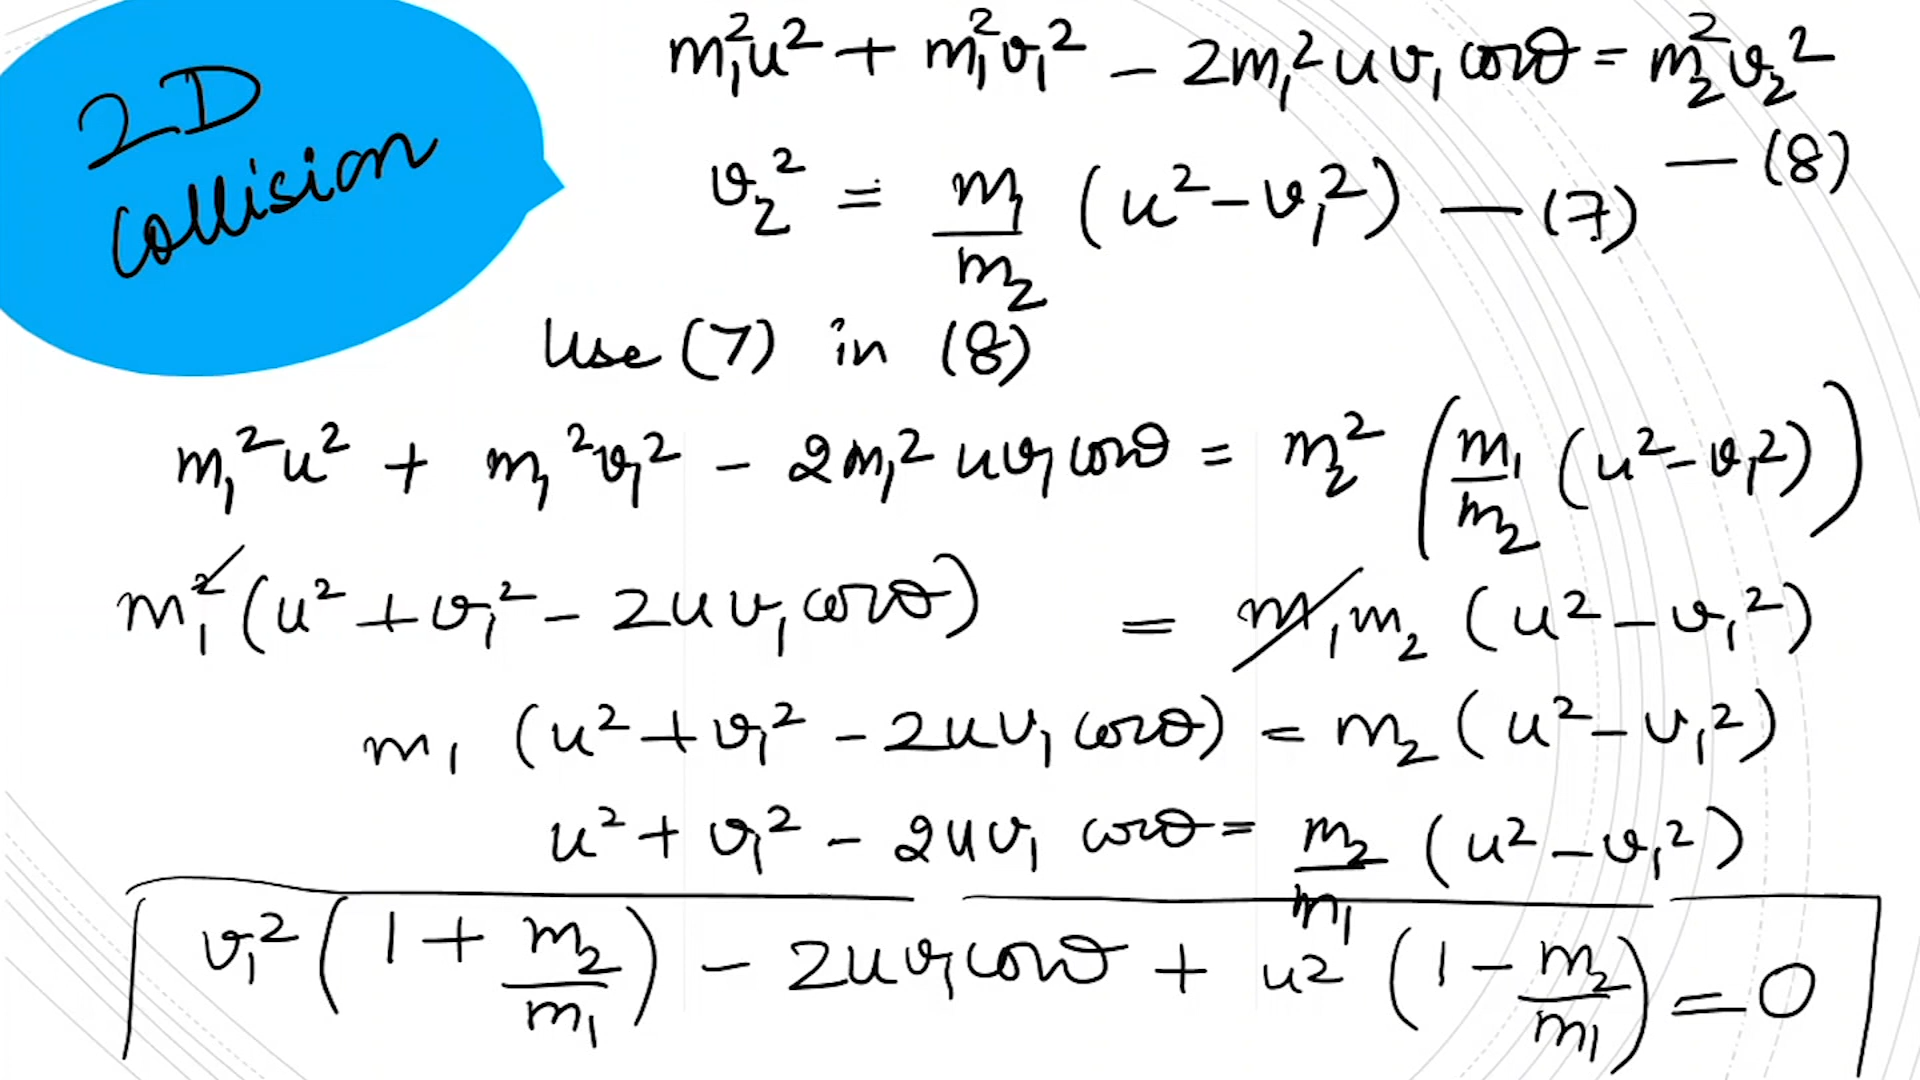 2D
Collision
m₁²u² + m₁²v₁² - 2m₁²uv₁cosθ = m₂²v₂²
— (8)
v₂² = m₁/m₂ (u² - v₁²) — (7)
Use (7) in (8)
m₁²u² + m₁²v₁² - 2m₁²uv₁cosθ = m₂² (m₁/m₂ (u² - v₁²))
m₁²(u² + v₁² - 2uv₁cosθ) = m₁m₂ (u² - v₁²)
m₁ (u² + v₁² - 2uv₁cosθ) = m₂ (u² - v₁²)
u² + v₁² - 2uv₁ cosθ = m₂/m₁ (u² - v₁²)
v₁² (1 + m₂/m₁) - 2uv₁cosθ + u² (1 - m₂/m₁) = 0